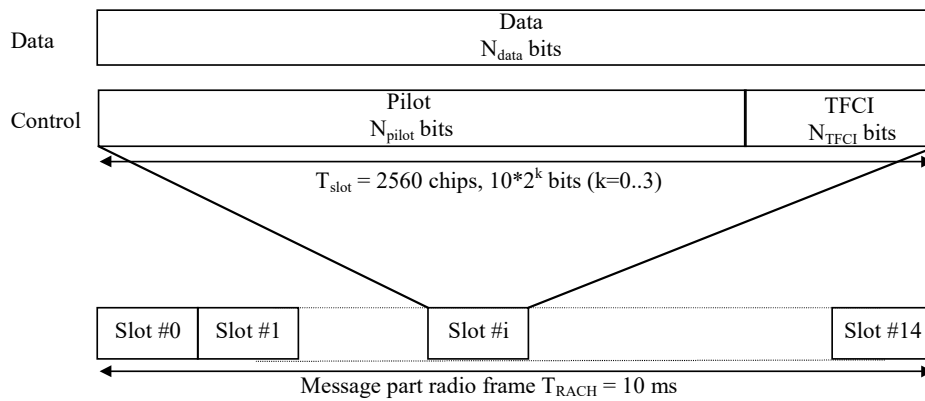 Data
Data
N_data bits
Control
Pilot
N_pilot bits
TFCI
N_TFCI bits
T_slot = 2560 chips, 10*2^k bits (k=0..3)
Slot #0
Slot #1
Slot #i
Slot #14
Message part radio frame T_RACH = 10 ms